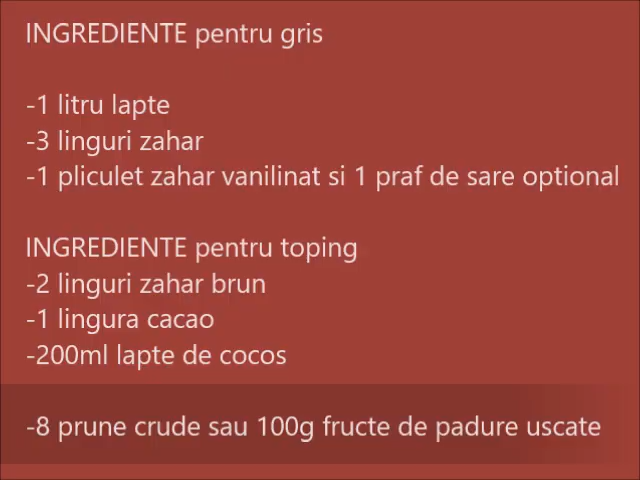 INGREDIENTE pentru gris
-1 litru lapte
-3 linguri zahar
-1 pliculet zahar vanilinat si 1 praf de sare optional
INGREDIENTE pentru toping
-2 linguri zahar brun
-1 lingura cacao
-200ml lapte de cocos
-8 prune crude sau 100g fructe de padure uscate